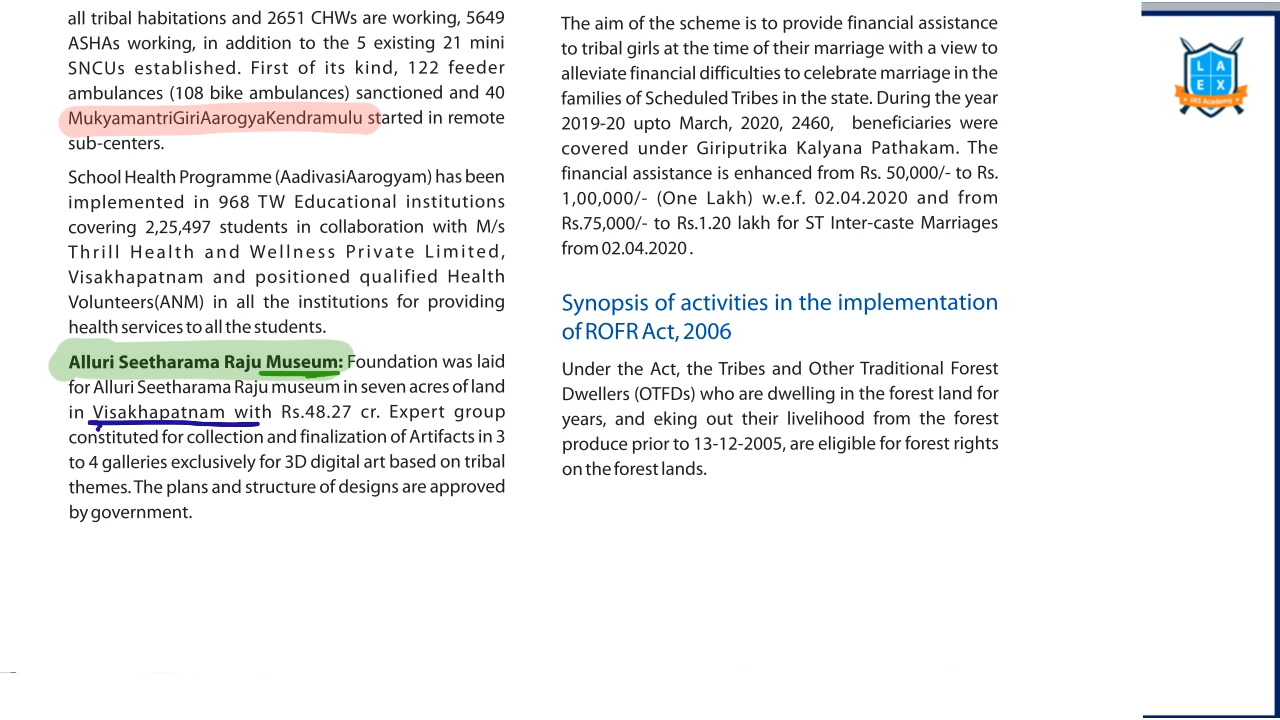 all tribal habitations and 2651 CHWs are working, 5649
ASHAs working, in addition to the 5 existing 21 mini
SNCUs established. First of its kind, 122 feeder
ambulances (108 bike ambulances) sanctioned and 40
MukyamantriGiriAarogyaKendramulu started in remote
sub-centers.
School Health Programme (AadivasiAarogyam) has been
implemented in 968 TW Educational institutions
covering 2,25,497 students in collaboration with M/s
Thrill Health and Wellness Private Limited,
Visakhapatnam and positioned qualified Health
Volunteers(ANM) in all the institutions for providing
health services to all the students.
Alluri Seetharama Raju Museum: Foundation was laid
for Alluri Seetharama Raju museum in seven acres of land
in Visakhapatnam with Rs.48.27 cr. Expert group
constituted for collection and finalization of Artifacts in 3
to 4 galleries exclusively for 3D digital art based on tribal
themes. The plans and structure of designs are approved
by government.
The aim of the scheme is to provide financial assistance
to tribal girls at the time of their marriage with a view to
alleviate financial difficulties to celebrate marriage in the
families of Scheduled Tribes in the state. During the year
2019-20 upto March, 2020, 2460, beneficiaries were
covered under Giriputrika Kalyana Pathakam. The
financial assistance is enhanced from Rs. 50,000/- to Rs.
1,00,000/- (One Lakh) w.e.f. 02.04.2020 and from
Rs.75,000/- to Rs.1.20 lakh for ST Inter-caste Marriages
from 02.04.2020.
Synopsis of activities in the implementation
of ROFR Act, 2006
Under the Act, the Tribes and Other Traditional Forest
Dwellers (OTFDs) who are dwelling in the forest land for
years, and eking out their livelihood from the forest
produce prior to 13-12-2005, are eligible for forest rights
on the forest lands.
L A
E X
IAS Academy